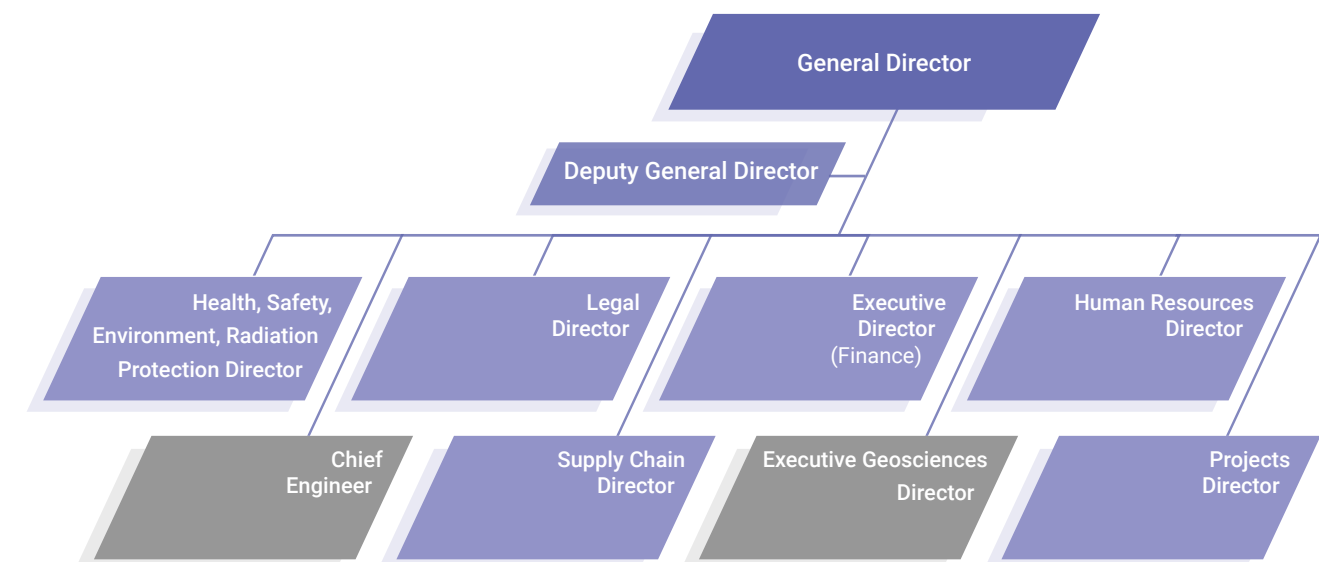 General Director
Deputy General Director
Health, Safety,
Environment, Radiation
Protection Director
Legal
Director
Executive
Director
(Finance)
Human Resources
Director
Chief
Engineer
Supply Chain
Director
Executive Geosciences
Director
Projects
Director